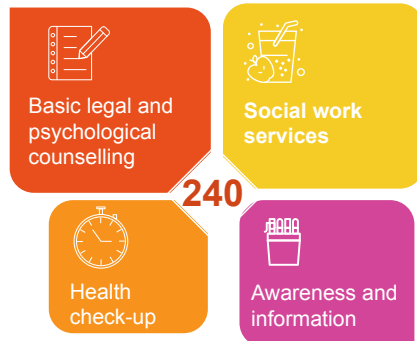 Basic legal and
psychological
counselling
Social work
services
240
Health
check-up
Awareness and
information